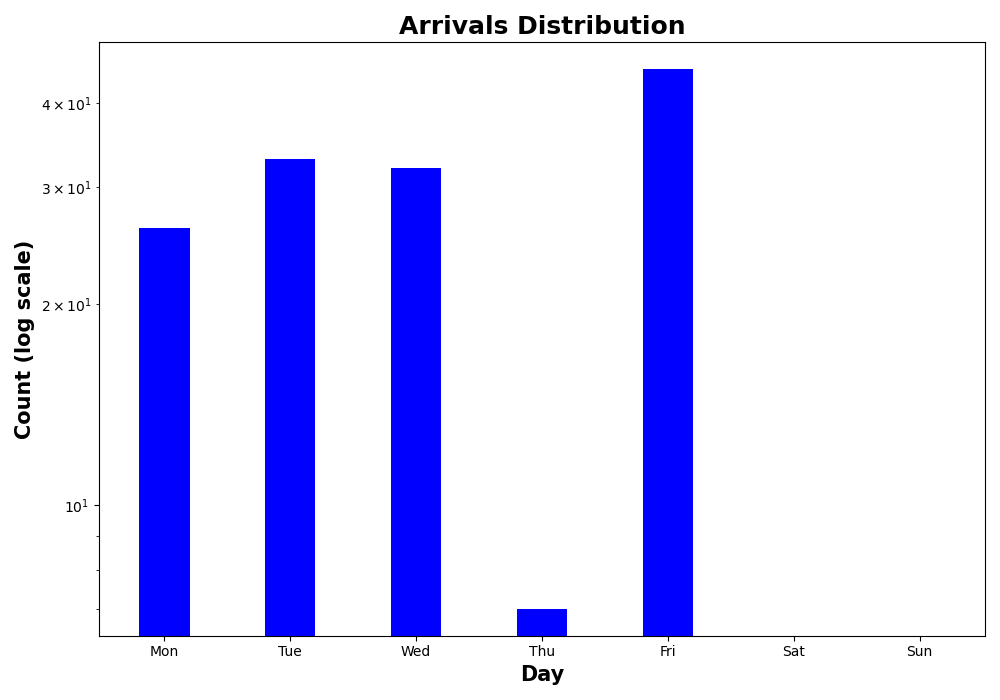 Arrivals Distribution
Count (log scale)
4 × 10¹
3 × 10¹
2 × 10¹
10¹
Mon Tue Wed Thu Fri Sat Sun
Day